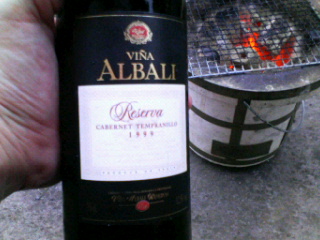 VIÑA
ALBALI
Reserva
CABERNET TEMPRANILLO
1999